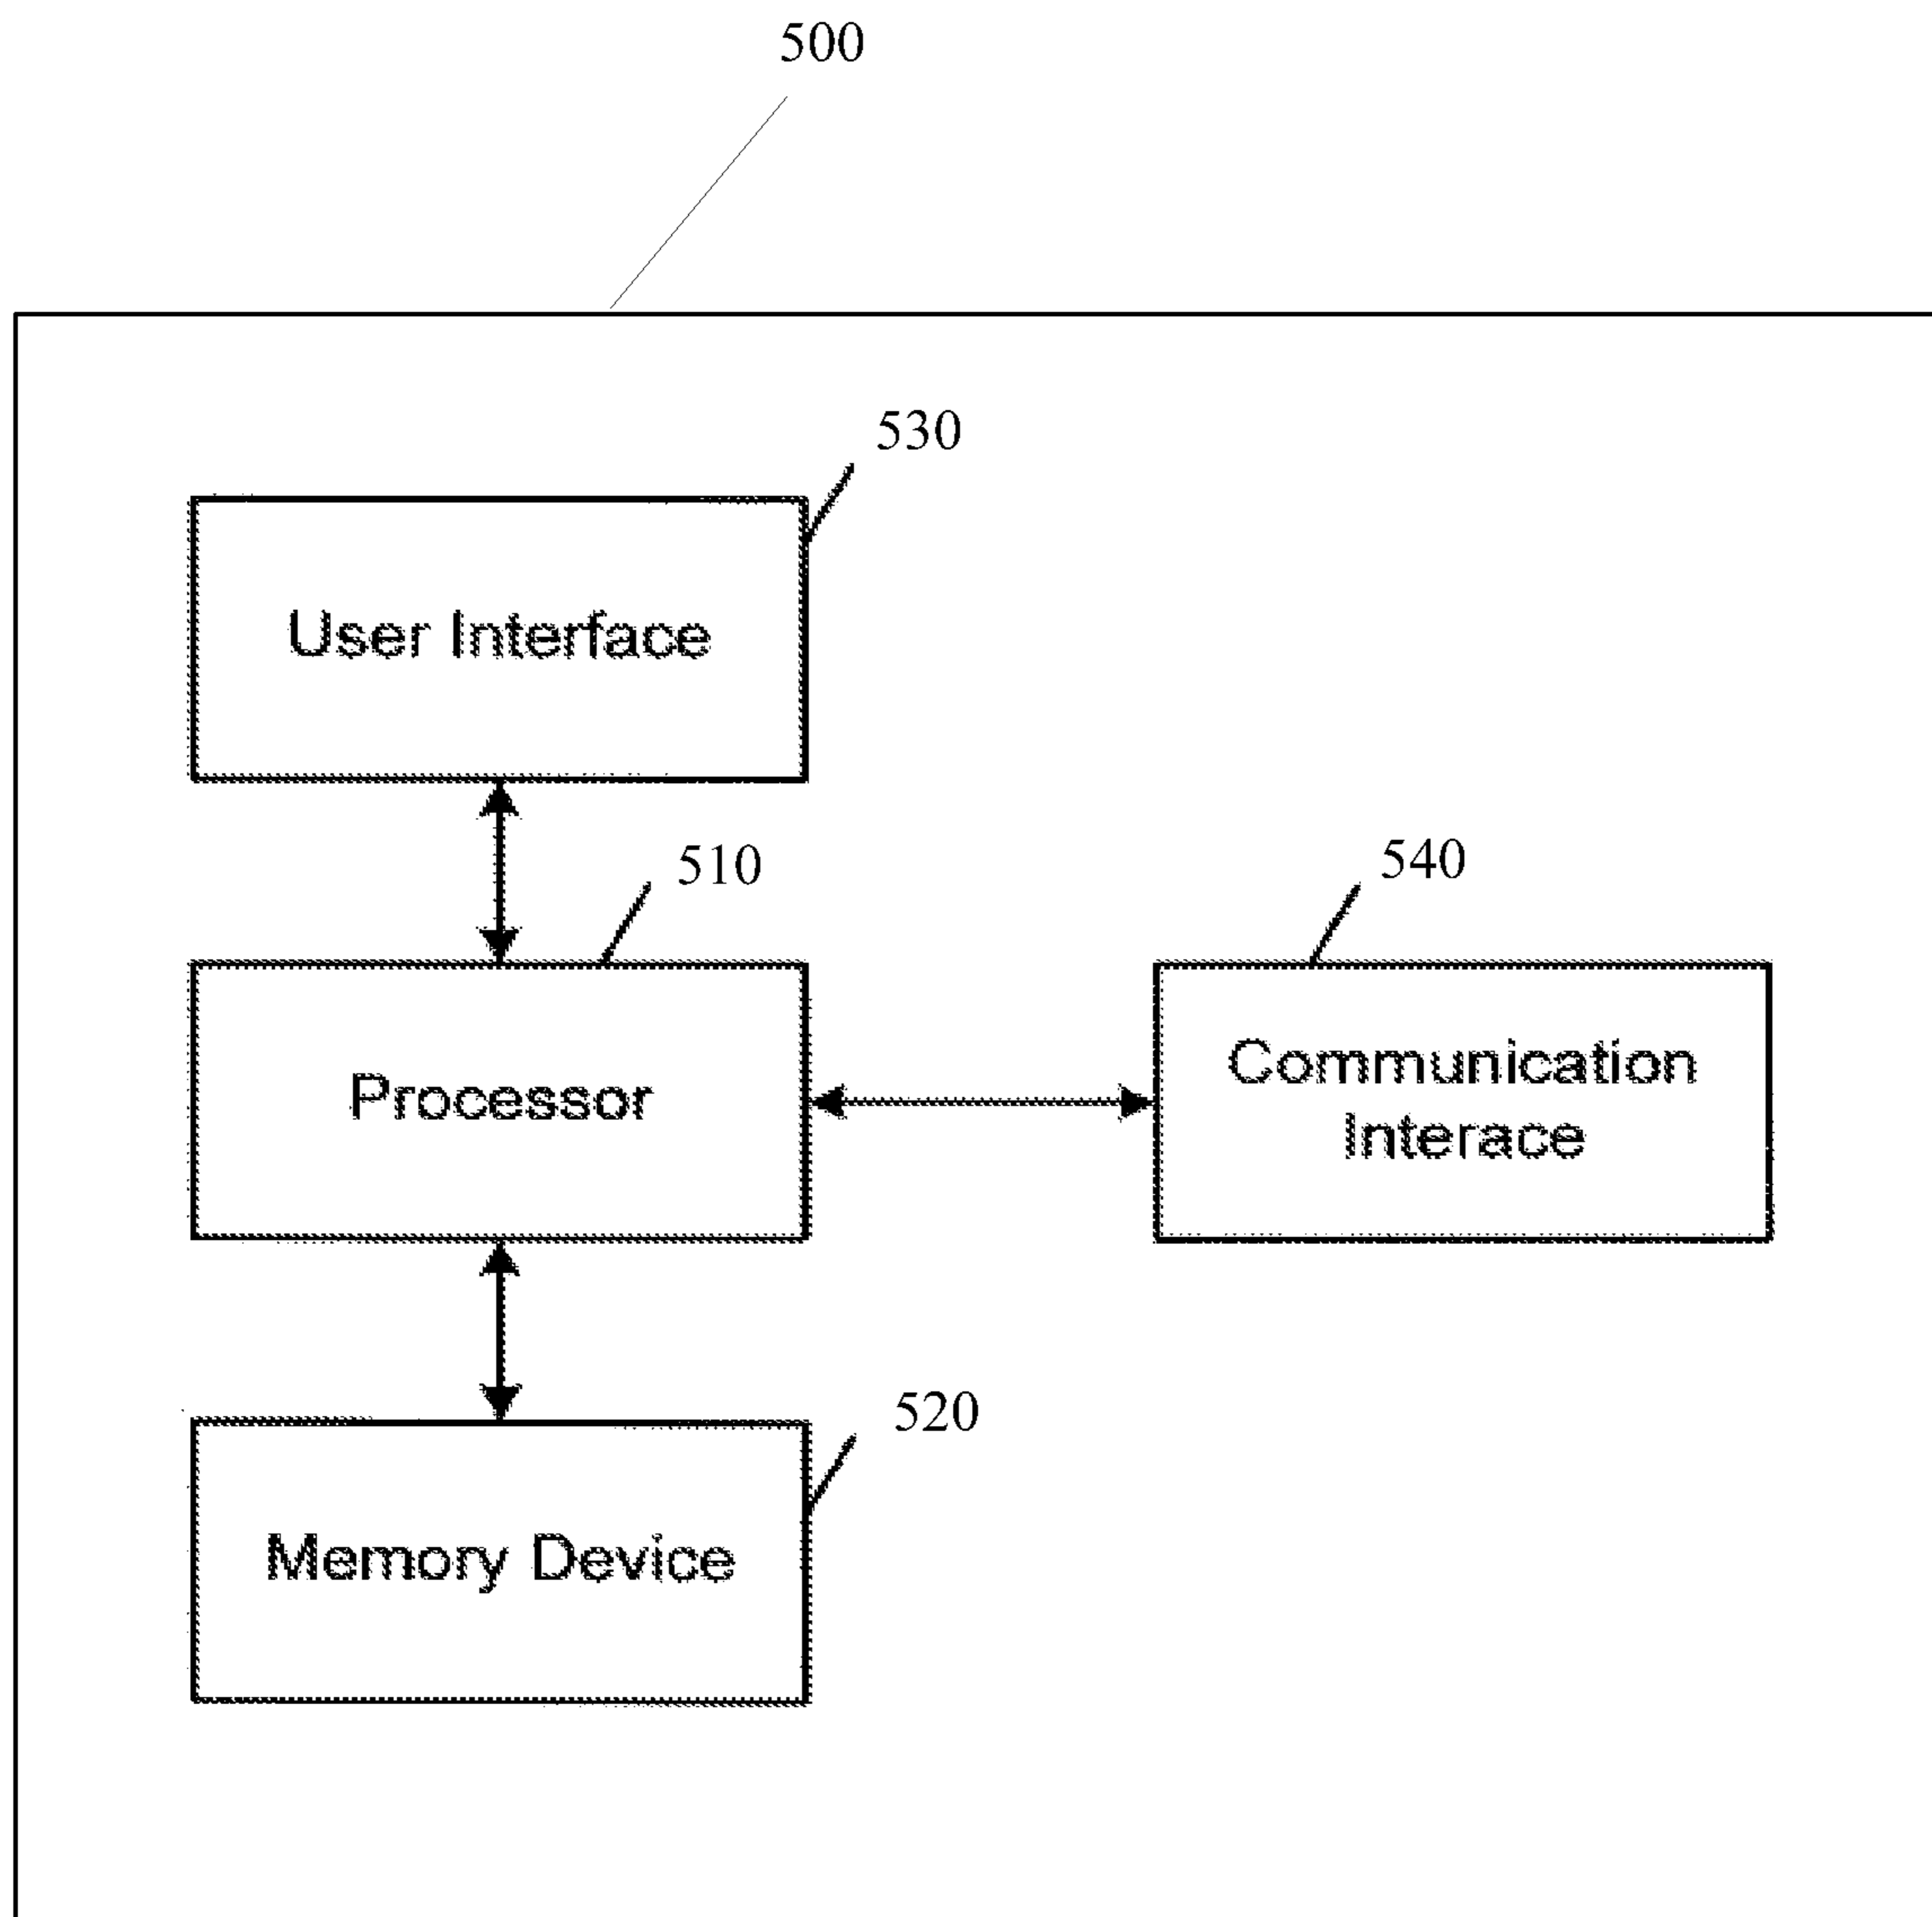 500
530
User Interface
510
540
Processor
Communication
Interace
520
Memory Device